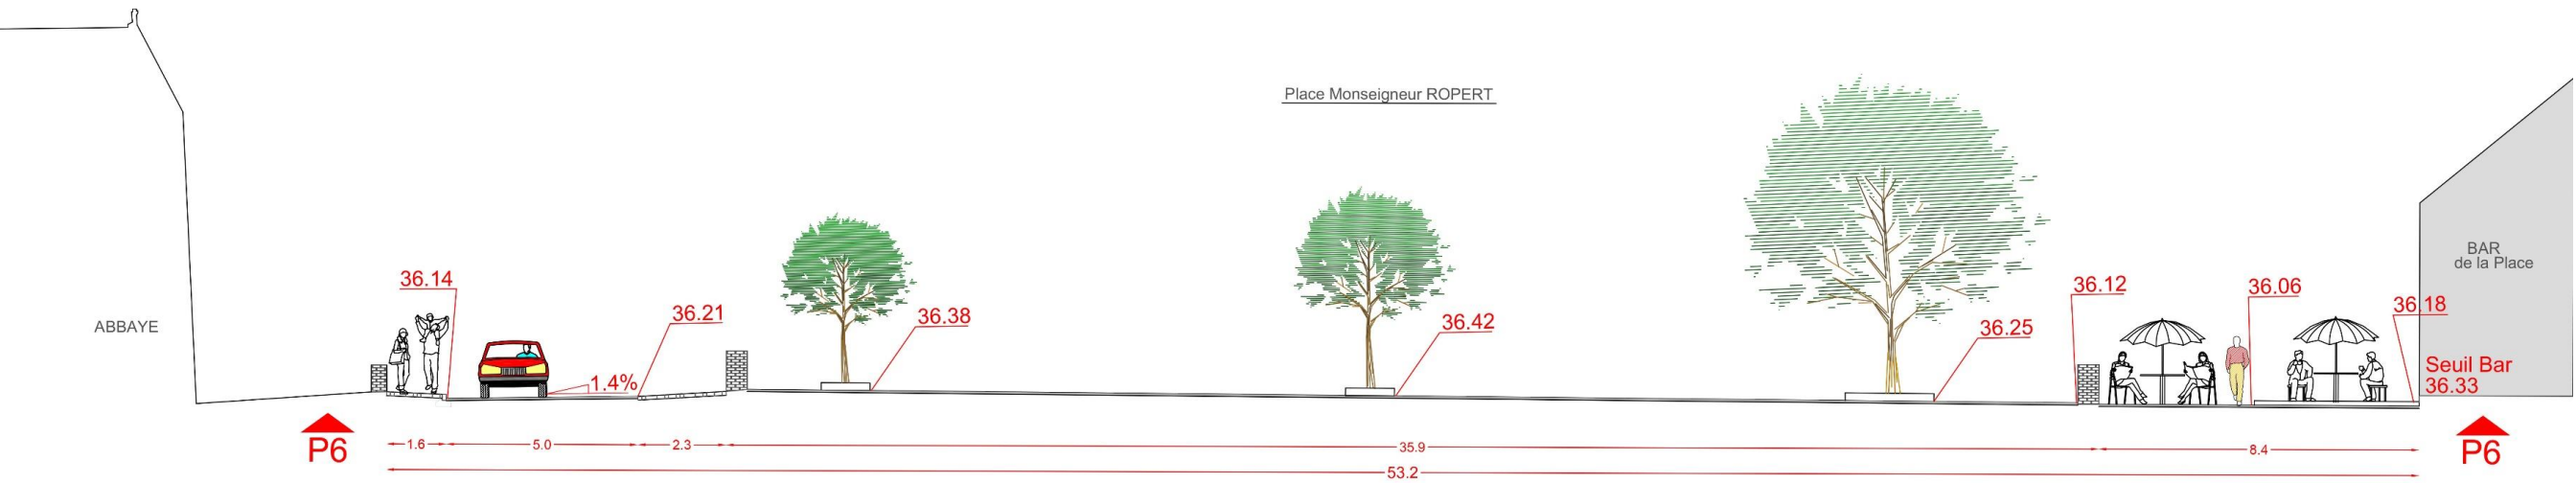 Place Monseigneur ROPERT
ABBAYE
36.14
1.4%
36.21
36.38
36.42
36.25
36.12
36.06
36.18
BAR
de la Place
Seuil Bar
36.33
P6
1.6
5.0
2.3
35.9
8.4
53.2
P6